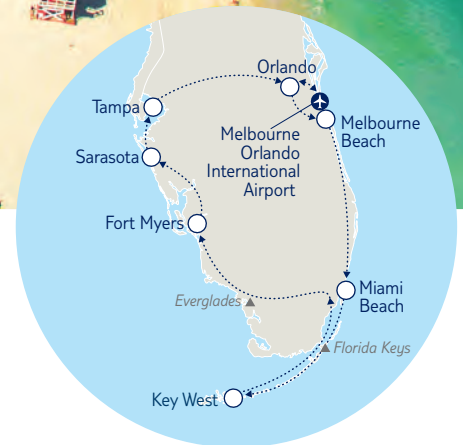 Orlando
Tampa
Melbourne
Beach
Melbourne
Orlando
International
Airport
Sarasota
Fort Myers
Miami
Beach
Everglades
Florida Keys
Key West